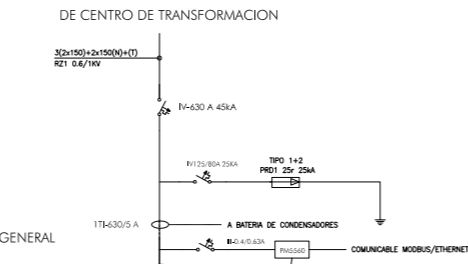 DE CENTRO DE TRANSFORMACION
3(2x150)+2x150(N)+(T)
RZ1 0.6/1KV
IV-630 A 45kA
IV125/80A 25KA
TIPO 1+2
PRD1 25r 25kA
1TI-630/5 A
A BATERIA DE CONDENSADORES
GENERAL
II-0.4/0.63A
PM5560
COMUNICABLE MODBUS/ETHERNET